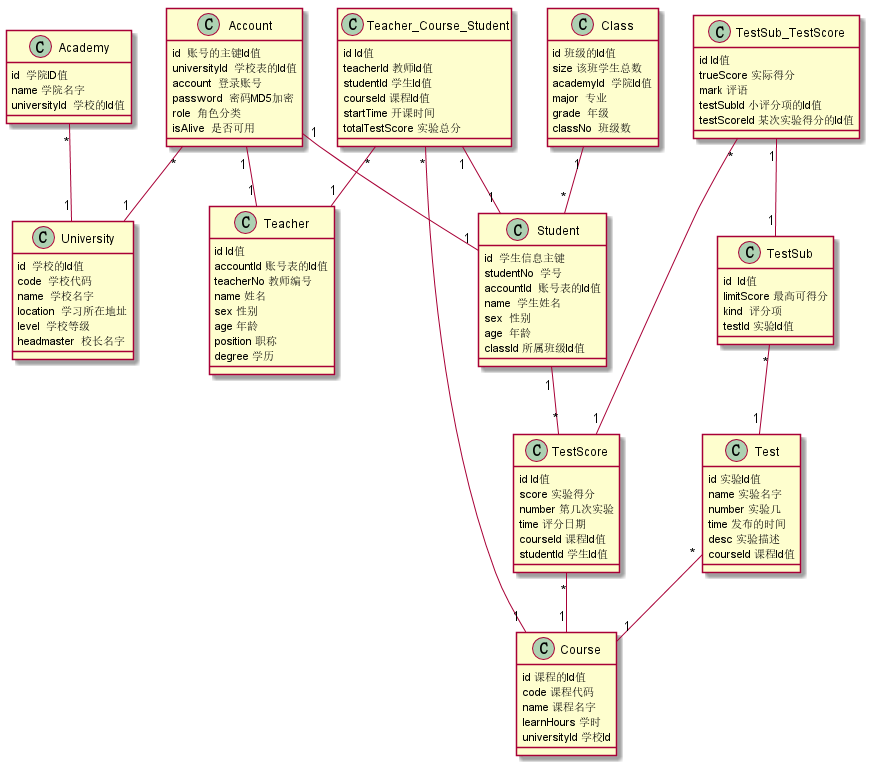 C Academy
id 学院ID值
name 学院名字
universityId 学校的Id值
C Account
id 账号的主键Id值
universityId 学校表的Id值
account 登录账号
password 密码MD5加密
role 角色分类
isAlive 是否可用
C Teacher_Course_Student
id Id值
teacherId 教师Id值
studentId 学生Id值
courseId 课程Id值
startTime 开课时间
totalTestScore 实验总分
C Class
id 班级的Id值
size 该班学生总数
academyId 学院Id值
major 专业
grade 年级
classNo 班级数
C TestSub_TestScore
id Id值
trueScore 实际得分
mark 评语
testSubId 小评分项的Id值
testScoreId 某次实验得分的Id值
* * 1 1 * * 1 1 * 1
1 1 1 1 1 1 * 1
C University
id 学校的Id值
code 学校代码
name 学校名字
location 学习所在地址
level 学校等级
headmaster 校长名字
C Teacher
id Id值
accountId 账号表的Id值
teacherNo 教师编号
name 姓名
sex 性别
age 年龄
position 职称
degree 学历
C Student
id 学生信息主键
studentNo 学号
accountId 账号表的Id值
name 学生姓名
sex 性别
age 年龄
classId 所属班级Id值
C TestSub
id Id值
limitScore 最高可得分
kind 评分项
testId 实验Id值
1 *
* 1 1
C TestScore
id Id值
score 实验得分
number 第几次实验
time 评分日期
courseId 课程Id值
studentId 学生Id值
C Test
id 实验Id值
name 实验名字
number 实验几
time 发布的时间
desc 实验描述
courseId 课程Id值
* *
1 1 1
C Course
id 课程的Id值
code 课程代码
name 课程名字
learnHours 学时
universityId 学校Id